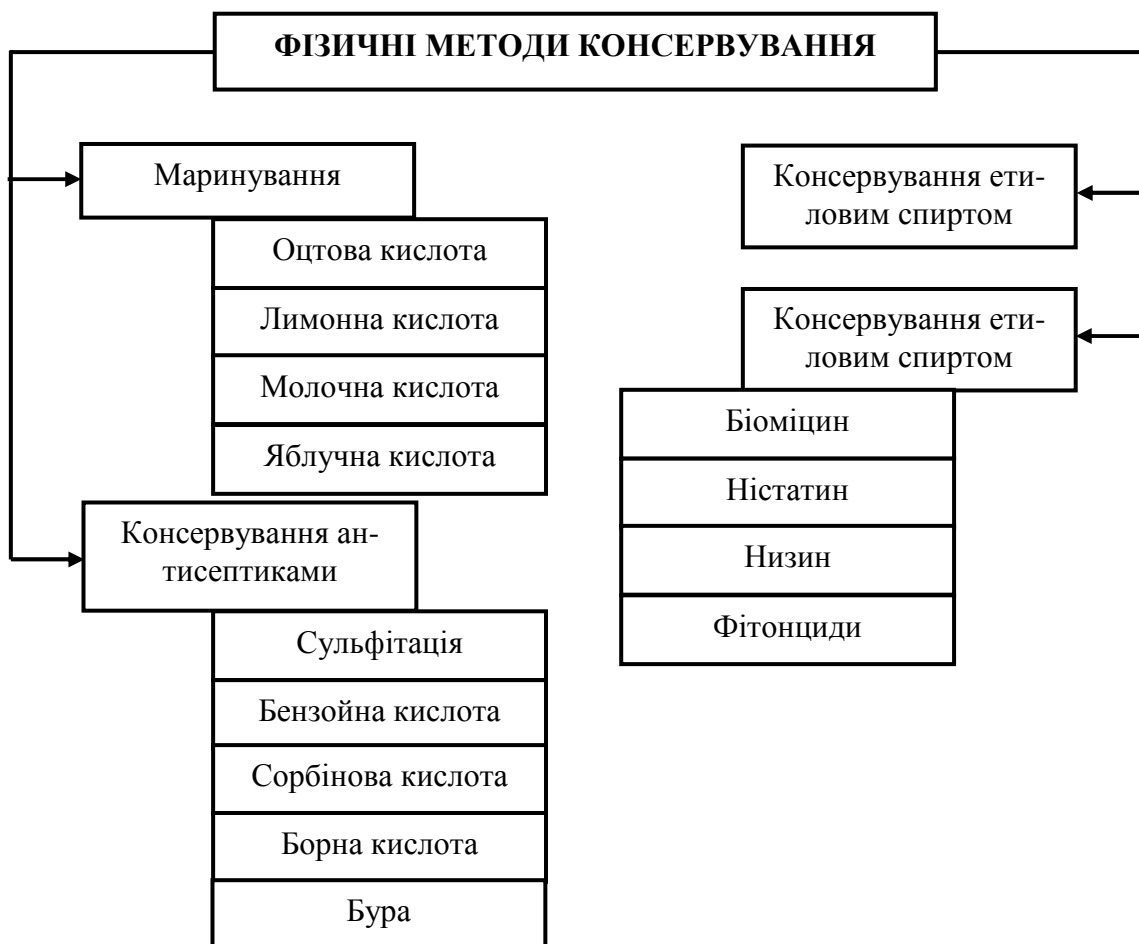 ФІЗИЧНІ МЕТОДИ КОНСЕРВУВАННЯ
Маринування
Оцтова кислота
Лимонна кислота
Молочна кислота
Яблучна кислота
Консервування ан-
тисептиками
Сульфітація
Бензойна кислота
Сорбінова кислота
Борна кислота
Бура
Консервування ети-
ловим спиртом
Консервування ети-
ловим спиртом
Біоміцин
Ністатин
Низин
Фітонциди